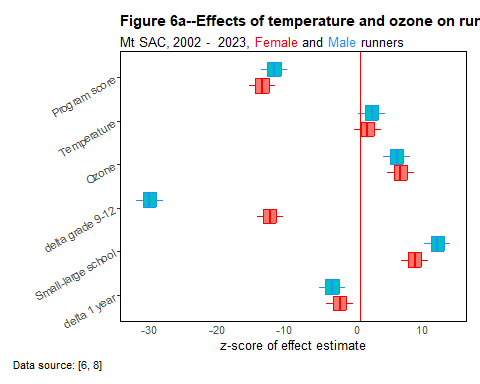 Figure 6a--Effects of temperature and ozone on run
Mt SAC, 2002 - 2023, Female and Male runners
Program score
Temperature
Ozone
delta grade 9-12
Small-large school
delta 1 year
-30 -20 -10 0 10
z-score of effect estimate
Data source: [6, 8]